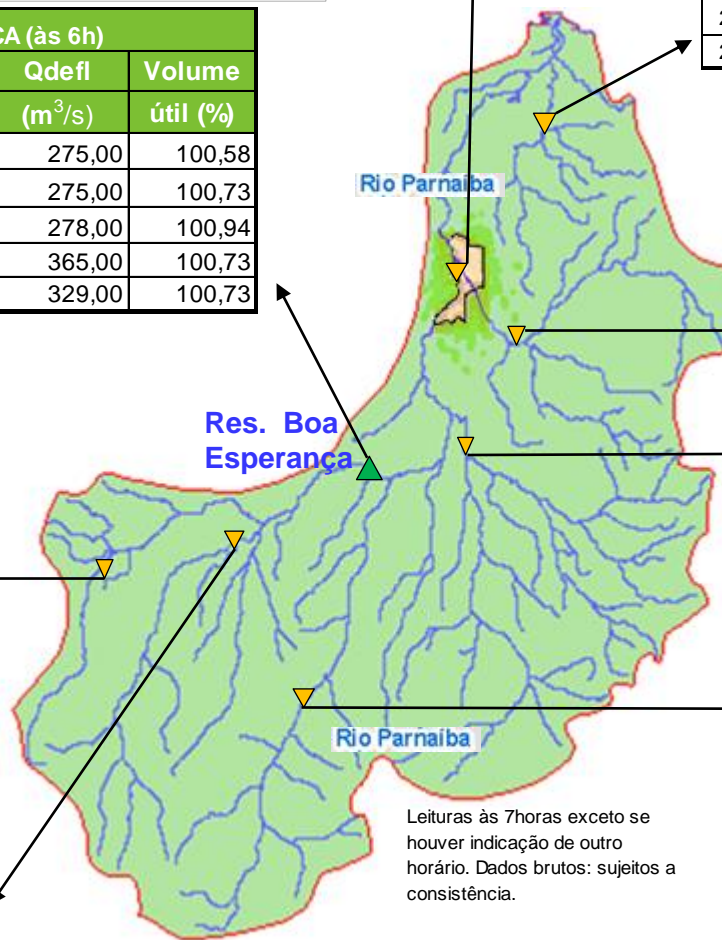 CA (às 6h)
Qdefl Volume
(m³/s) útil (%)
275,00 100,58
275,00 100,73
278,00 100,94
365,00 100,73
329,00 100,73
2
2
Rio Parnaíba
Res. Boa
Esperança
Rio Parnaíba
Leituras às 7horas exceto se
houver indicação de outro
horário. Dados brutos: sujeitos a
consistência.